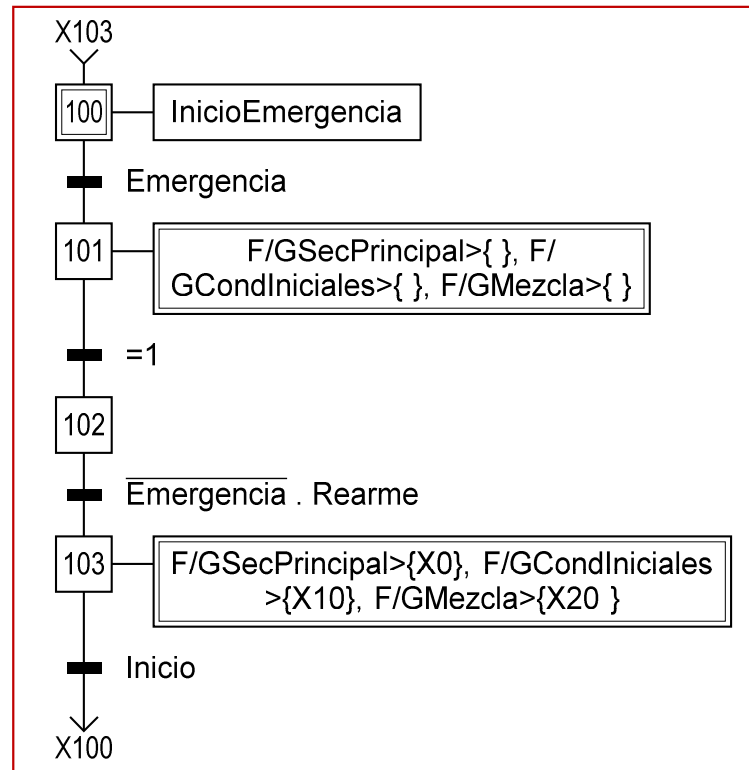 X103
100 InicioEmergencia
Emergencia
101 F/GSecPrincipal>{ }, F/
GCondIniciales>{ }, F/GMezcla>{ }
=1
102
E̅m̅e̅r̅g̅e̅n̅c̅i̅a̅ . Rearme
103 F/GSecPrincipal>{X0}, F/GCondIniciales
>{X10}, F/GMezcla>{X20 }
Inicio
X100